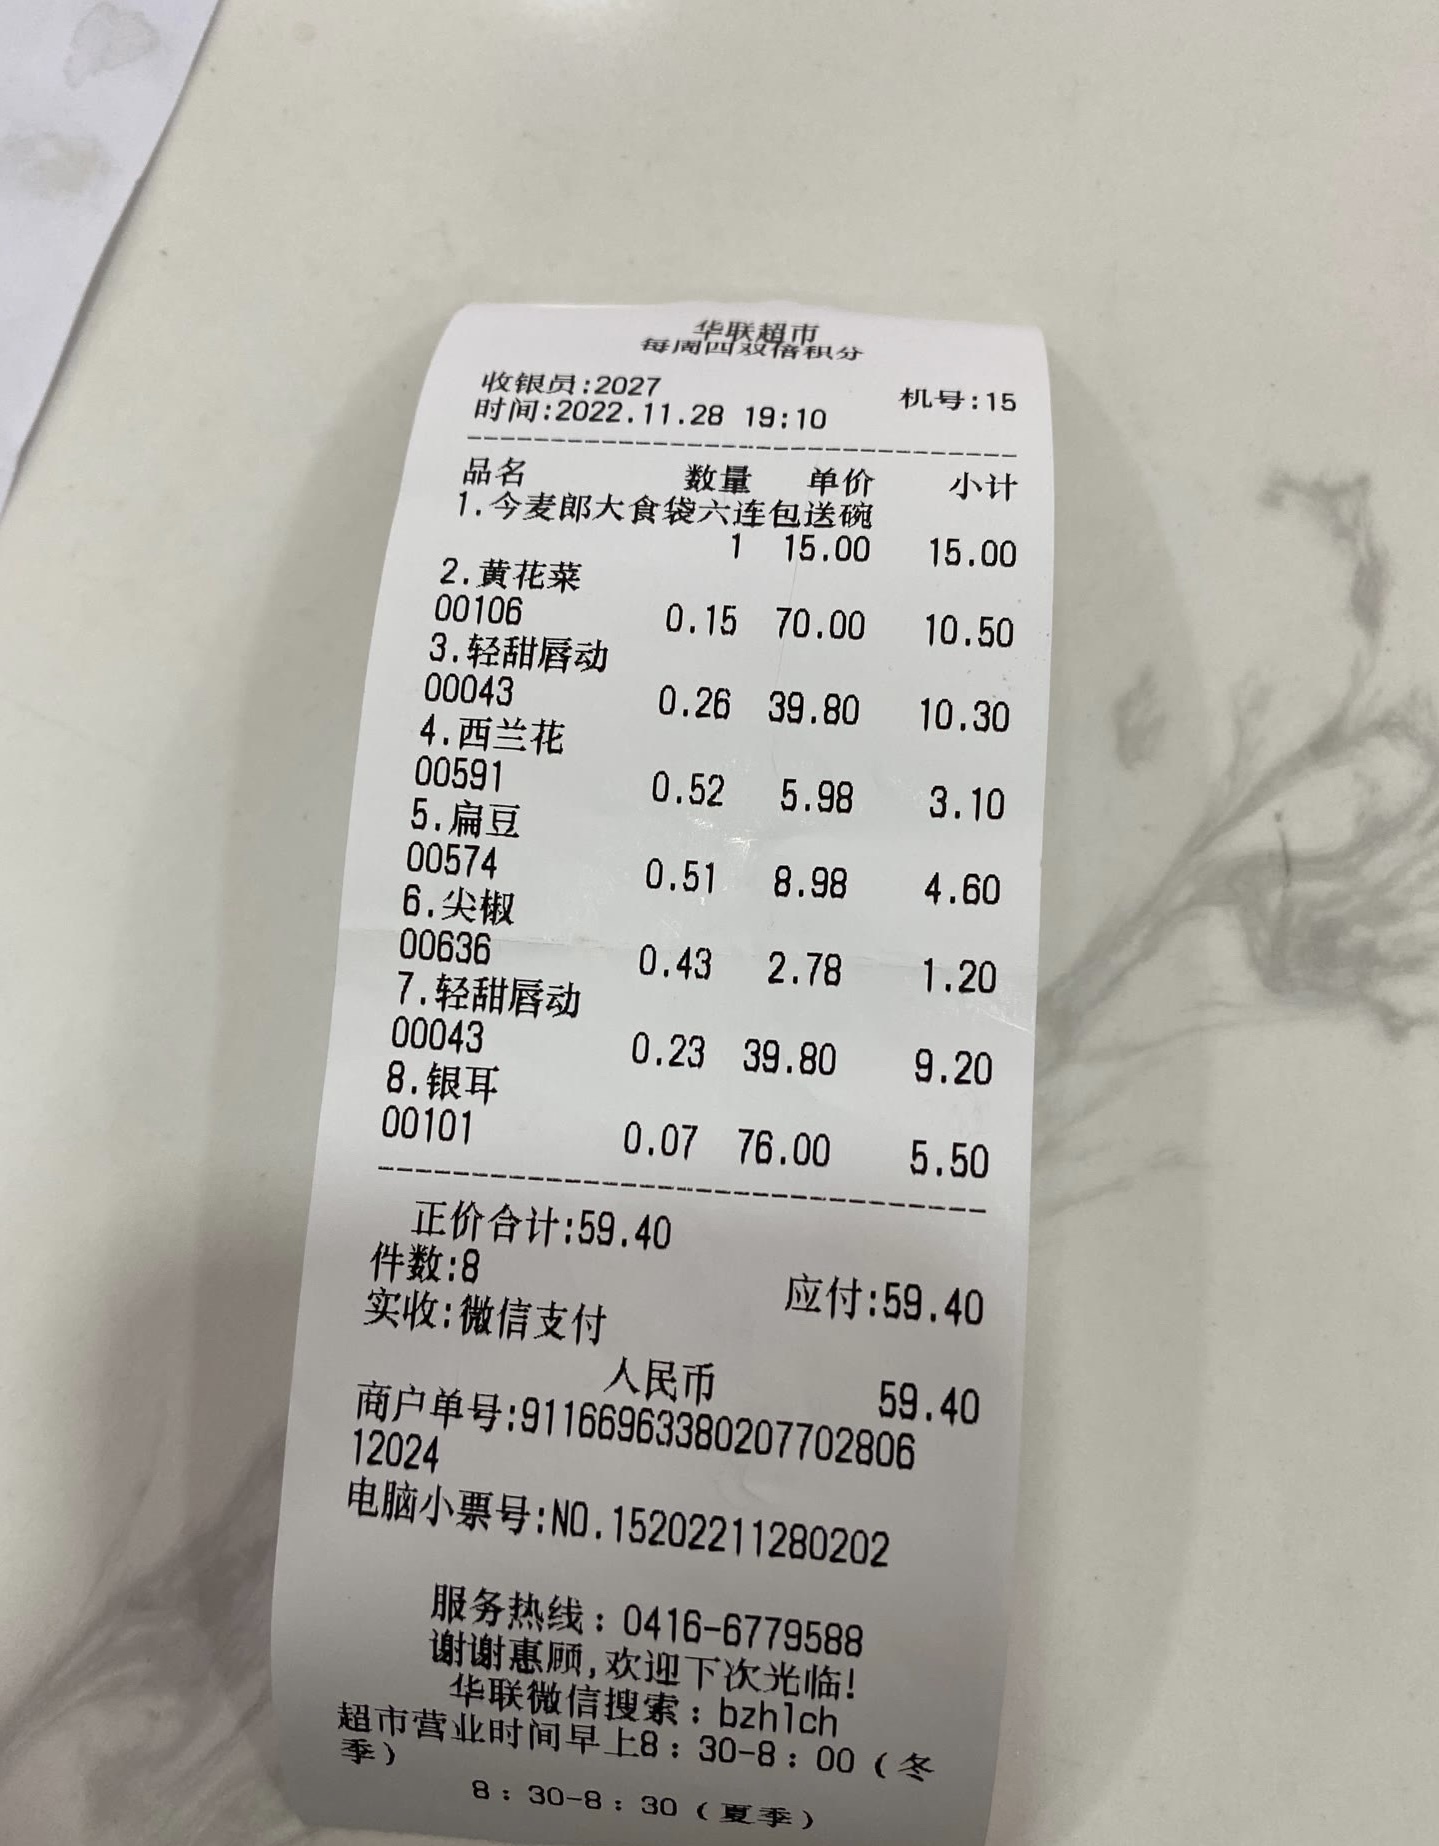 华联超市
每周四双倍积分
收银员:2027 机号:15
时间:2022.11.28 19:10
品名 数量 单价 小计
1.今麦郎大食袋六连包送碗
1 15.00 15.00
2.黄花菜
00106 0.15 70.00 10.50
3.轻甜唇动
00043 0.26 39.80 10.30
4.西兰花
00591 0.52 5.98 3.10
5.扁豆
00574 0.51 8.98 4.60
6.尖椒
00636 0.43 2.78 1.20
7.轻甜唇动
00043 0.23 39.80 9.20
8.银耳
00101 0.07 76.00 5.50
正价合计:59.40
件数:8 应付:59.40
实收:微信支付
人民币 59.40
商户单号:91166963380207702806
12024
电脑小票号:NO.15202211280202
服务热线：0416-6779588
谢谢惠顾,欢迎下次光临!
华联微信搜索：bzhlch
超市营业时间早上8：30-8：00（冬
季）
8：30-8：30（夏季）